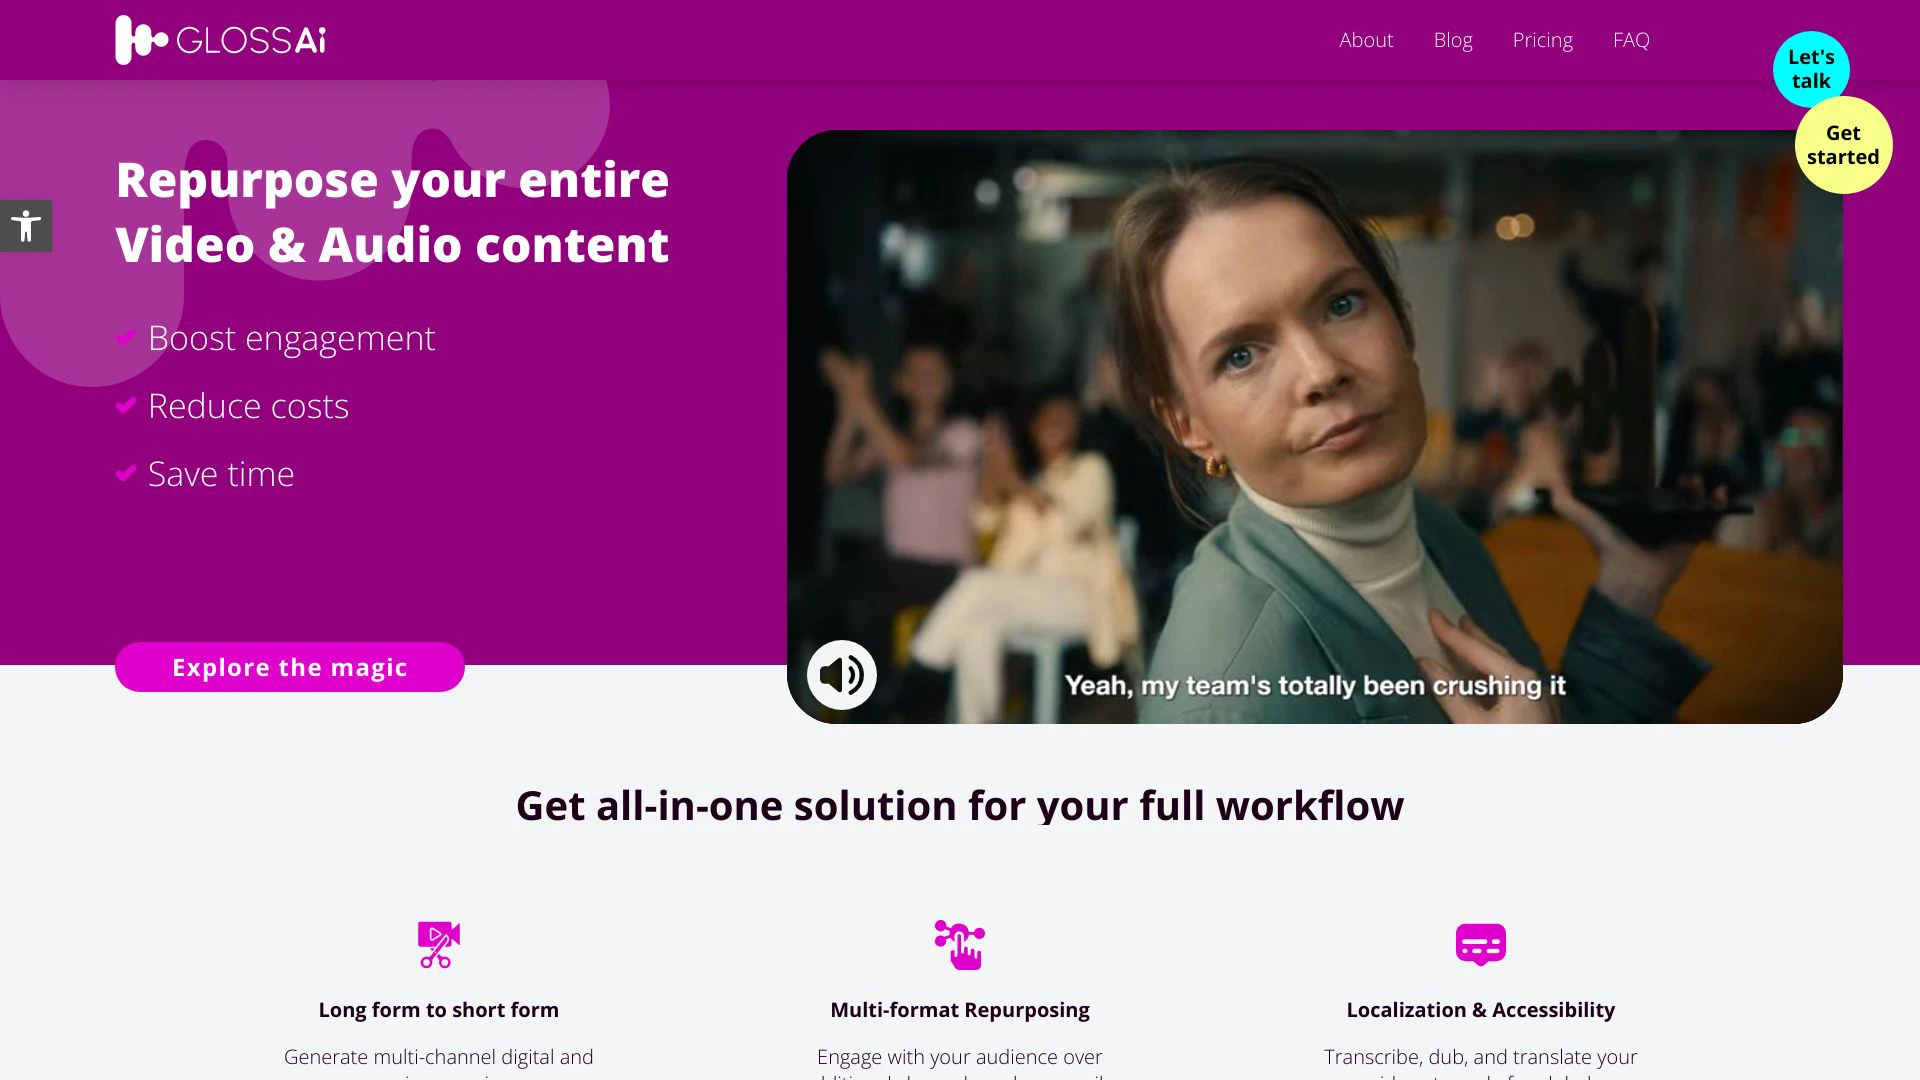 GLOSSAi
About
Blog
Pricing
FAQ
Let's
talk
Get
started
Repurpose your entire
Video & Audio content
Boost engagement
Reduce costs
Save time
Explore the magic
Yeah, my team's totally been crushing it
Get all-in-one solution for your full workflow
Long form to short form
Generate multi-channel digital and
Multi-format Repurposing
Engage with your audience over
Localization & Accessibility
Transcribe, dub, and translate your